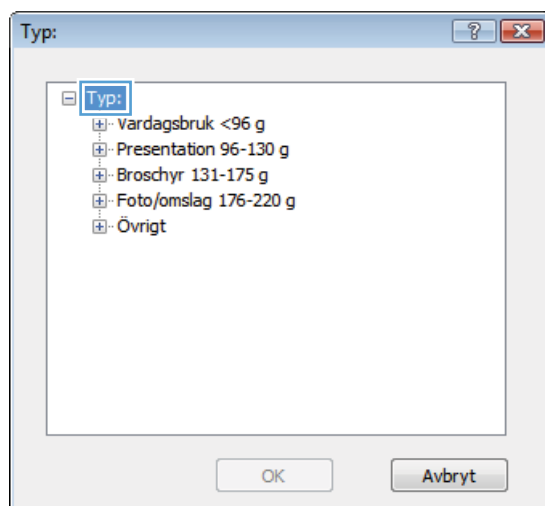 Typ:
Typ:
Vardagsbruk <96 g
Presentation 96-130 g
Broschyr 131-175 g
Foto/omslag 176-220 g
Övrigt
OK
Avbryt